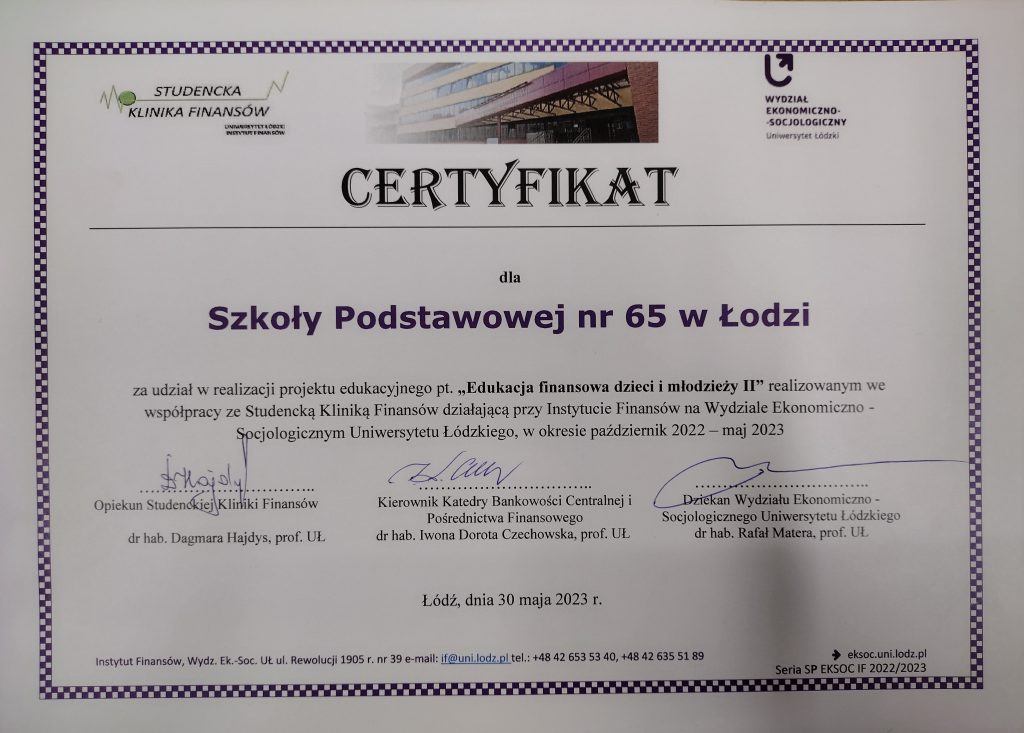 STUDENCKA
KLINIKA FINANSÓW
UNIWERSYTET ŁÓDZKI
INSTYTUT FINANSÓW
WYDZIAŁ
EKONOMICZNO-
-SOCJOLOGICZNY
Uniwersytet Łódzki
CERTYFIKAT
dla
Szkoły Podstawowej nr 65 w Łodzi
za udział w realizacji projektu edukacyjnego pt. „Edukacja finansowa dzieci i młodzieży II” realizowanym we
współpracy ze Studencką Kliniką Finansów działającą przy Instytucie Finansów na Wydziale Ekonomiczno -
Socjologicznym Uniwersytetu Łódzkiego, w okresie październik 2022 – maj 2023
Opiekun Studenckiej Kliniki Finansów
dr hab. Dagmara Hajdys, prof. UŁ
Kierownik Katedry Bankowości Centralnej i
Pośrednictwa Finansowego
dr hab. Iwona Dorota Czechowska, prof. UŁ
Dziekan Wydziału Ekonomiczno -
Socjologicznego Uniwersytetu Łódzkiego
dr hab. Rafał Matera, prof. UŁ
Łódź, dnia 30 maja 2023 r.
Instytut Finansów, Wydz. Ek.-Soc. UŁ ul. Rewolucji 1905 r. nr 39 e-mail: if@uni.lodz.pl tel.: +48 42 653 53 40, +48 42 635 51 89
eksoc.uni.lodz.pl
Seria SP EKSOC IF 2022/2023